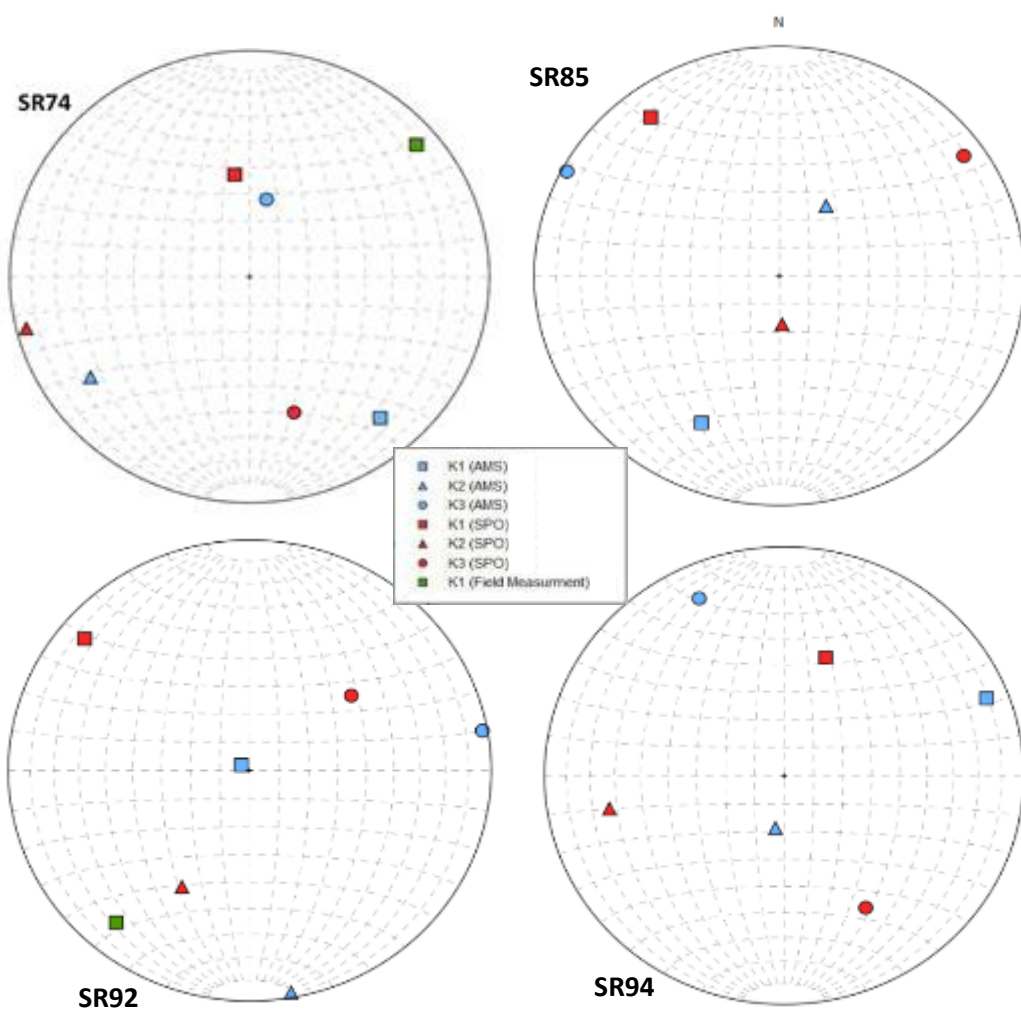 N
SR85
SR74
K1 (AMS)
K2 (AMS)
K3 (AMS)
K1 (SPO)
K2 (SPO)
K3 (SPO)
K1 (Field Measurment)
SR92
SR94